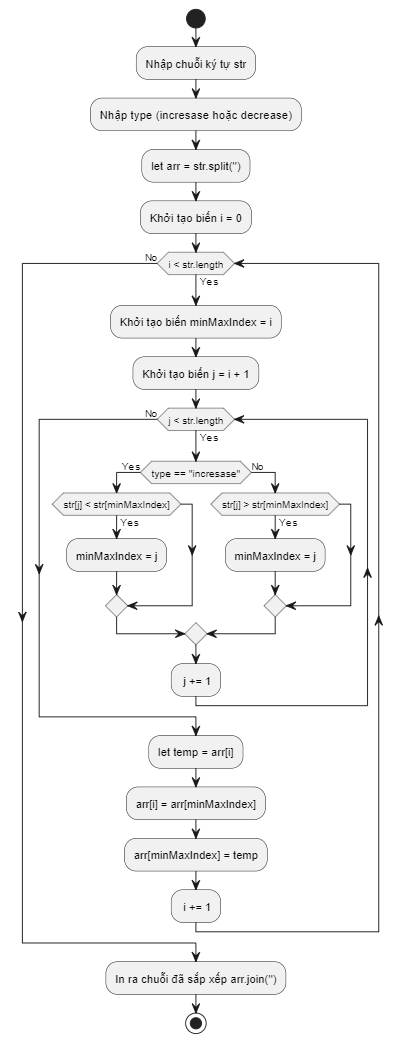 Nhập chuỗi ký tự str
Nhập type (incresase hoặc decrease)
let arr = str.split('')
Khởi tạo biến i = 0
No
i < str.length
Yes
Khởi tạo biến minMaxIndex = i
Khởi tạo biến j = i + 1
No
j < str.length
Yes
Yes
type == "incresase"
No
str[j] < str[minMaxIndex]
str[j] > str[minMaxIndex]
Yes
Yes
minMaxIndex = j
minMaxIndex = j
j += 1
let temp = arr[i]
arr[i] = arr[minMaxIndex]
arr[minMaxIndex] = temp
i += 1
In ra chuỗi đã sắp xếp arr.join('')